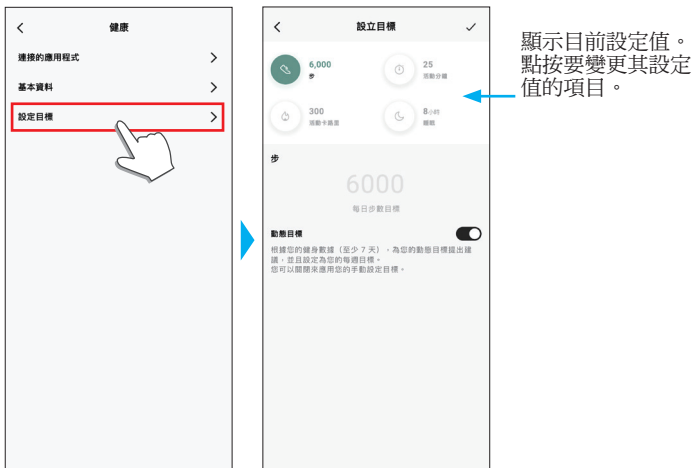 健康
連接的應用程式
基本資料
設定目標
設立目標
6,000
步
25
活動分鐘
300
活動卡路里
8小時
睡眠
步
6000
每日步數目標
動態目標
根據您的健身數據（至少 7 天），為您的動態目標提出建
議，並且設定為您的每週目標。
您可以關閉來應用您的手動設定目標。
顯示目前設定值。
點按要變更其設定
值的項目。